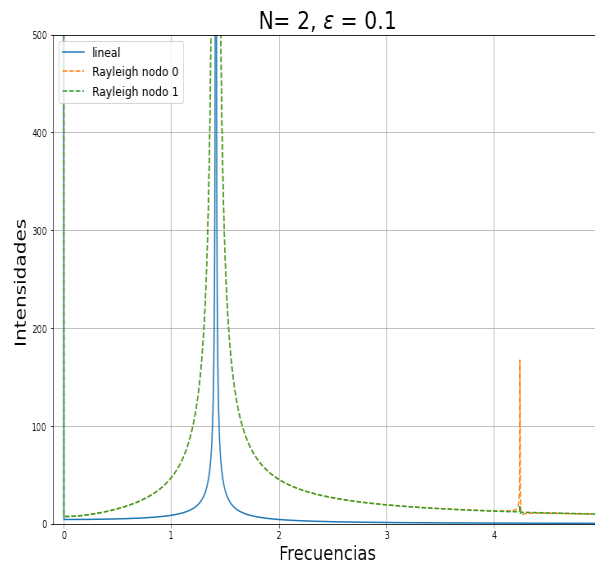 N= 2, ε = 0.1
lineal
Rayleigh nodo 0
Rayleigh nodo 1
500
400
300
200
100
0
Intensidades
0 1 2 3 4
Frecuencias